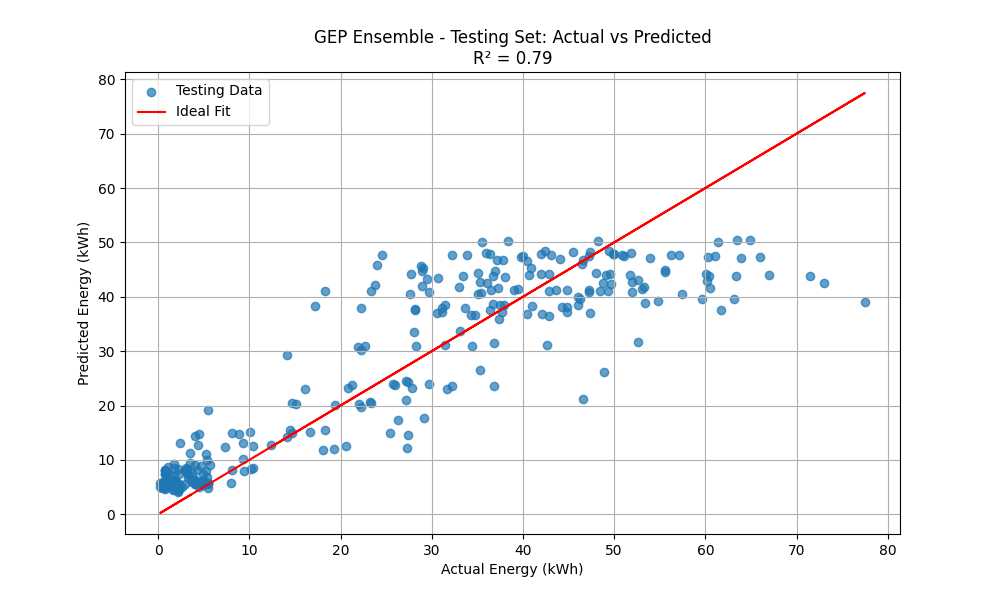 GEP Ensemble - Testing Set: Actual vs Predicted
R² = 0.79
Testing Data
Ideal Fit
Predicted Energy (kWh)
80
70
60
50
40
30
20
10
0
0 10 20 30 40 50 60 70 80
Actual Energy (kWh)